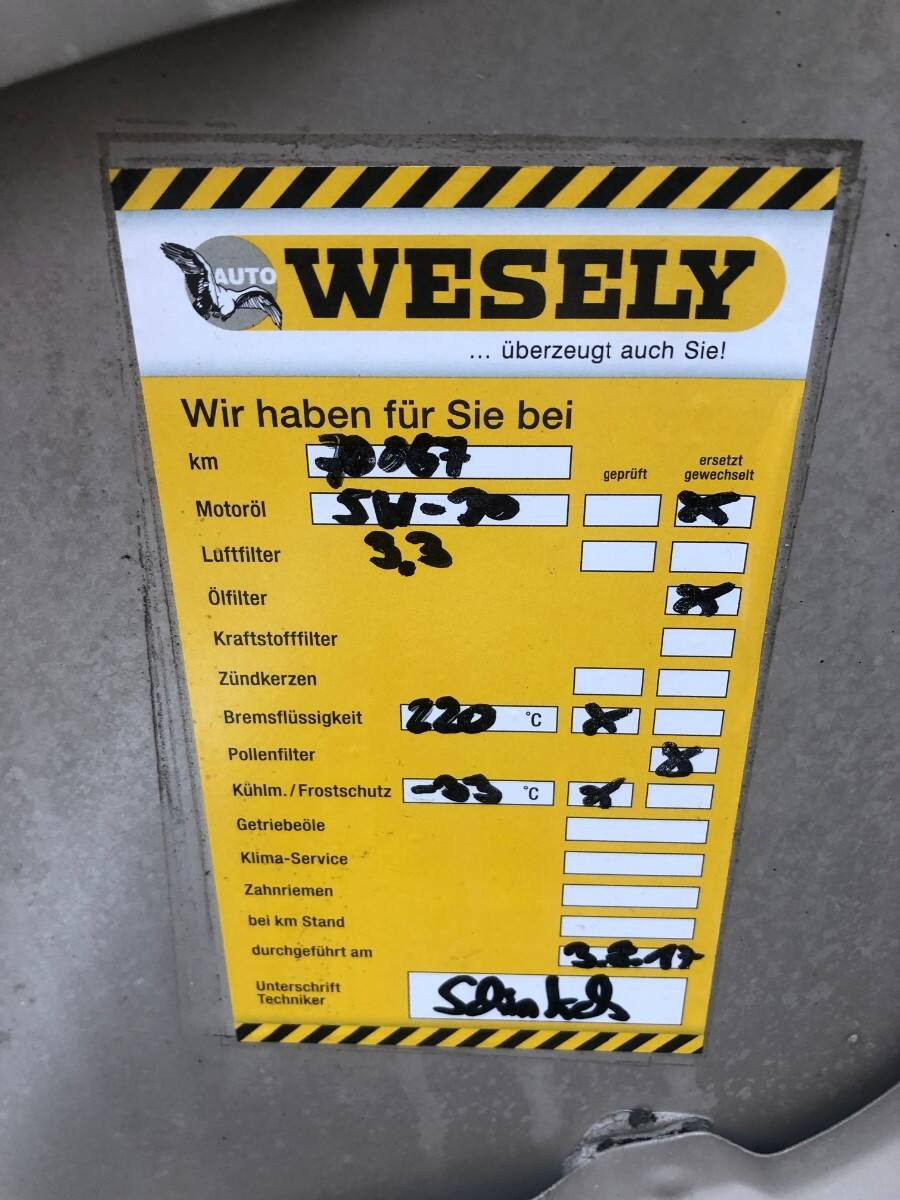 AUTO WESELY
... überzeugt auch Sie!
Wir haben für Sie bei
km 70067
geprüft ersetzt gewechselt
Motoröl 5W-30 x
Luftfilter 3.3
Ölfilter x
Kraftstofffilter
Zündkerzen
Bremsflüssigkeit 220 °C x
Pollenfilter x
Kühlm./Frostschutz -33 °C x
Getriebeöle
Klima-Service
Zahnriemen
bei km Stand
durchgeführt am
Unterschrift
Techniker